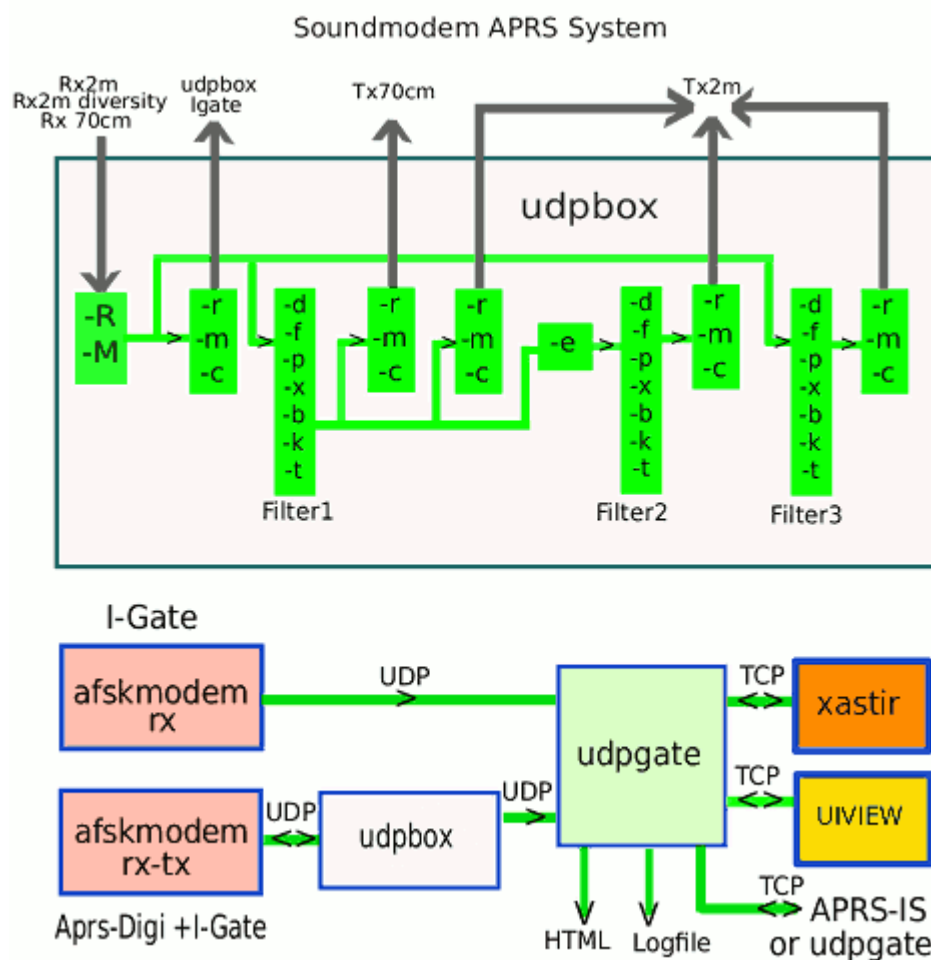 Soundmodem APRS System
Rx2m
Rx2m diversity
Rx 70cm
udpbox
Igate
Tx70cm
Tx2m
udpbox
-R
-M
-r
-m
-c
-d
-f
-p
-x
-b
-k
-t
Filter1
-r
-m
-c
-r
-m
-c
-e
-d
-f
-p
-x
-b
-k
-t
Filter2
-r
-m
-c
-d
-f
-p
-x
-b
-k
-t
Filter3
-r
-m
-c
I-Gate
afskmodem
rx
UDP
udpgate
TCP
xastir
afskmodem
rx-tx
UDP
udpbox
UDP
TCP
UIVIEW
Aprs-Digi +I-Gate
HTML
Logfile
TCP
APRS-IS
or udpgate